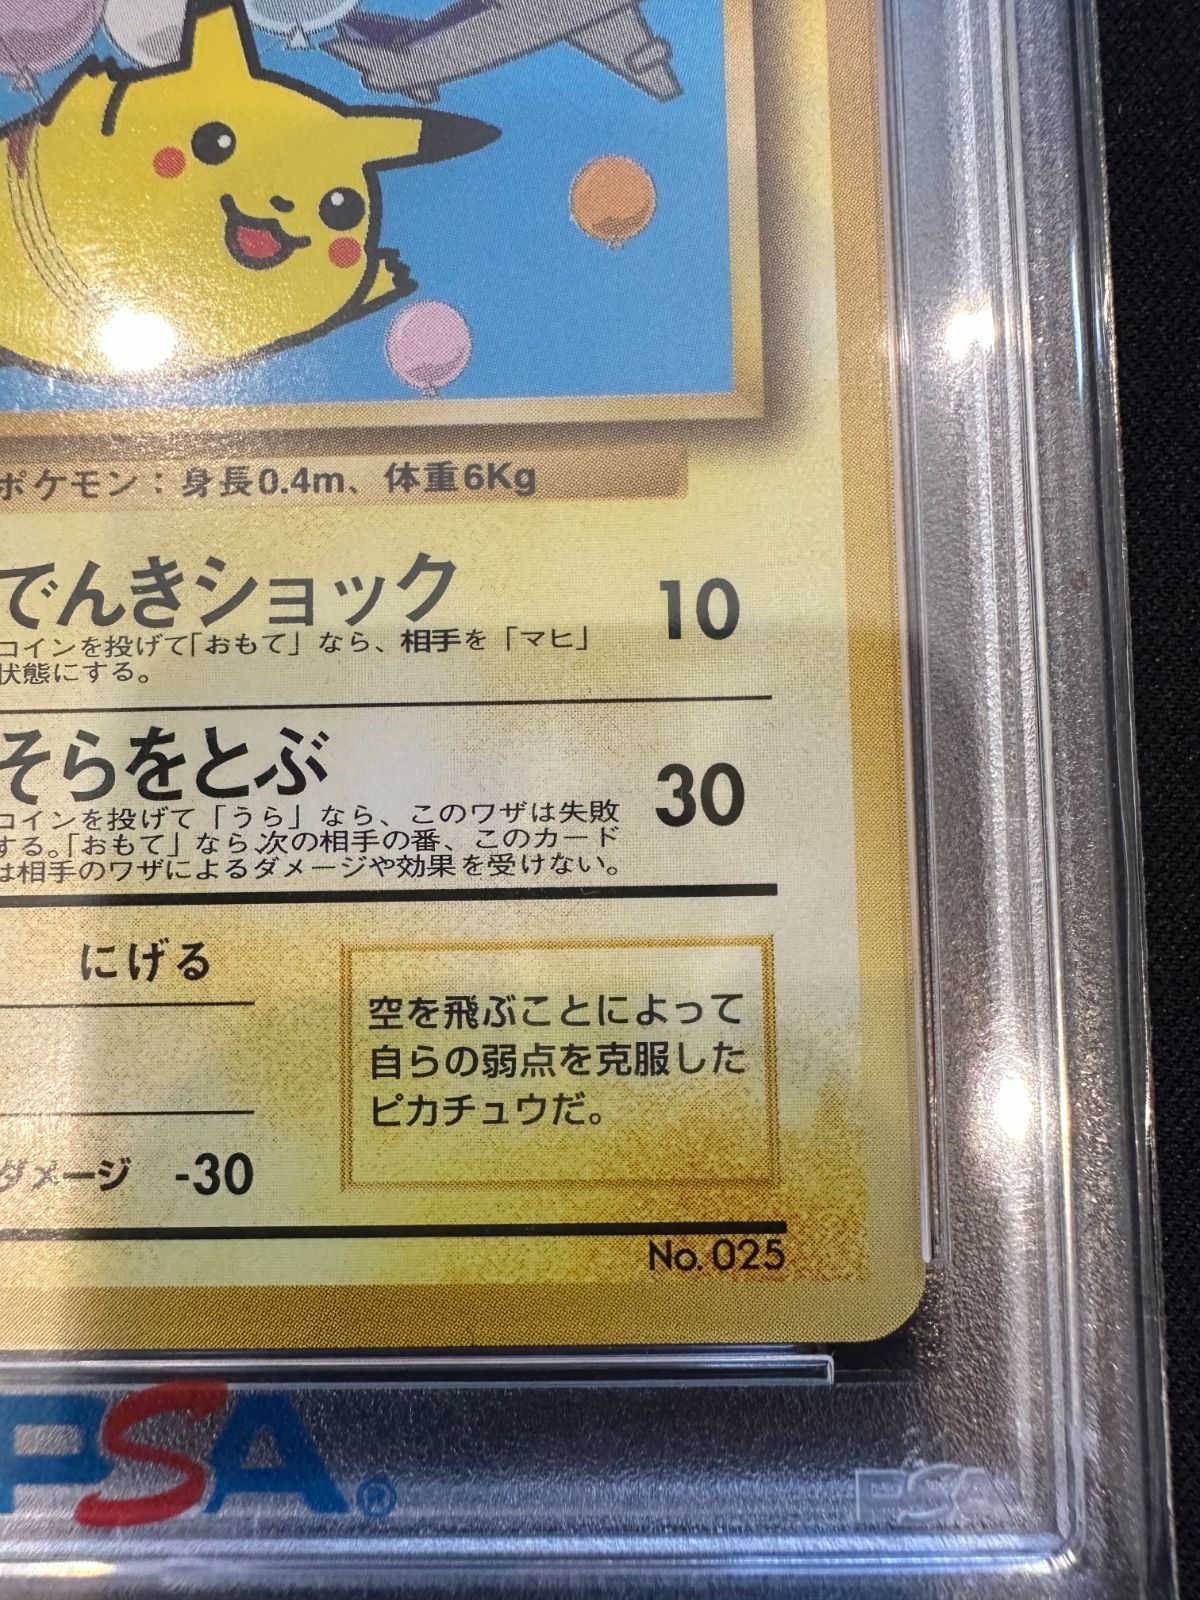 ポケモン：身長0.4m、体重6Kg
でんきショック 10
コインを投げて「おもて」なら、相手を「マヒ」
状態にする。
そらをとぶ 30
コインを投げて「うら」なら、このワザは失敗
する。「おもて」なら、次の相手の番、このカード
は相手のワザによるダメージや効果を受けない。
にげる
空を飛ぶことによって
自らの弱点を克服した
ピカチュウだ。
ダメージ -30
No.025
PSA®
PSA